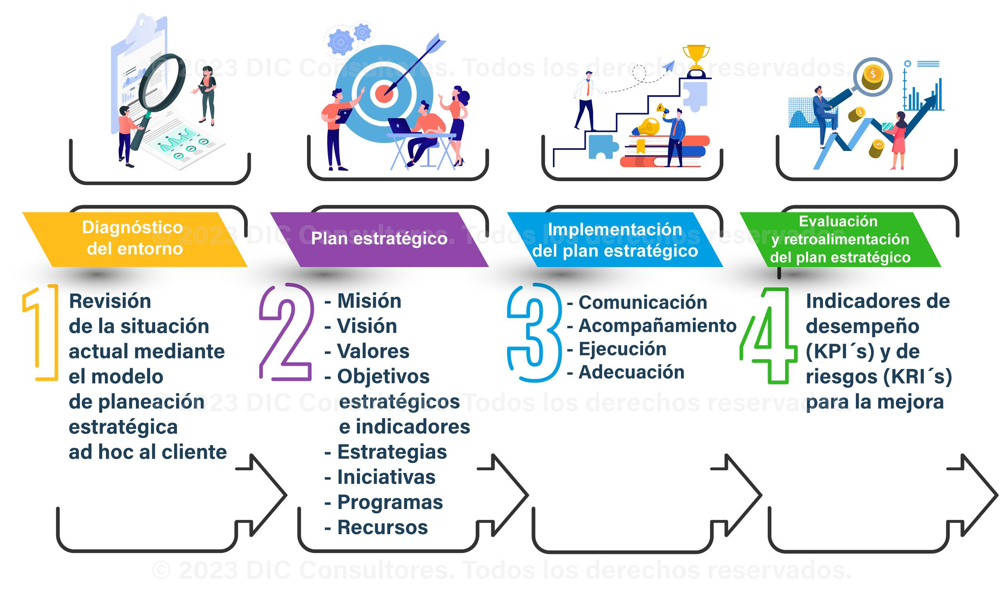 © 2023 DIC Consultores. Todos los derechos reservados.
Diagnóstico
del entorno
1
Revisión
de la situación
actual mediante
el modelo
de planeación
estratégica
ad hoc al cliente
Plan estratégico
2
- Misión
- Visión
- Valores
- Objetivos
estratégicos
e indicadores
- Estrategias
- Iniciativas
- Programas
- Recursos
Implementación
del plan estratégico
3
- Comunicación
- Acompañamiento
- Ejecución
- Adecuación
Evaluación
y retroalimentación
del plan estratégico
4
Indicadores de
desempeño
(KPI´s) y de
riesgos (KRI´s)
para la mejora
© 2023 DIC Consultores. Todos los derechos reservados.
© 2023 DIC Consultores. Todos los derechos reservados.
© 2023 DIC Consultores. Todos los derechos reservados.